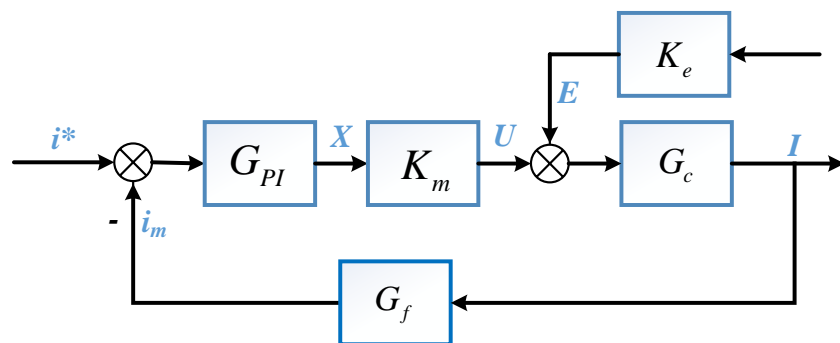 K_e
E
i*
X
U
I
G_PI
K_m
G_c
-
i_m
G_f